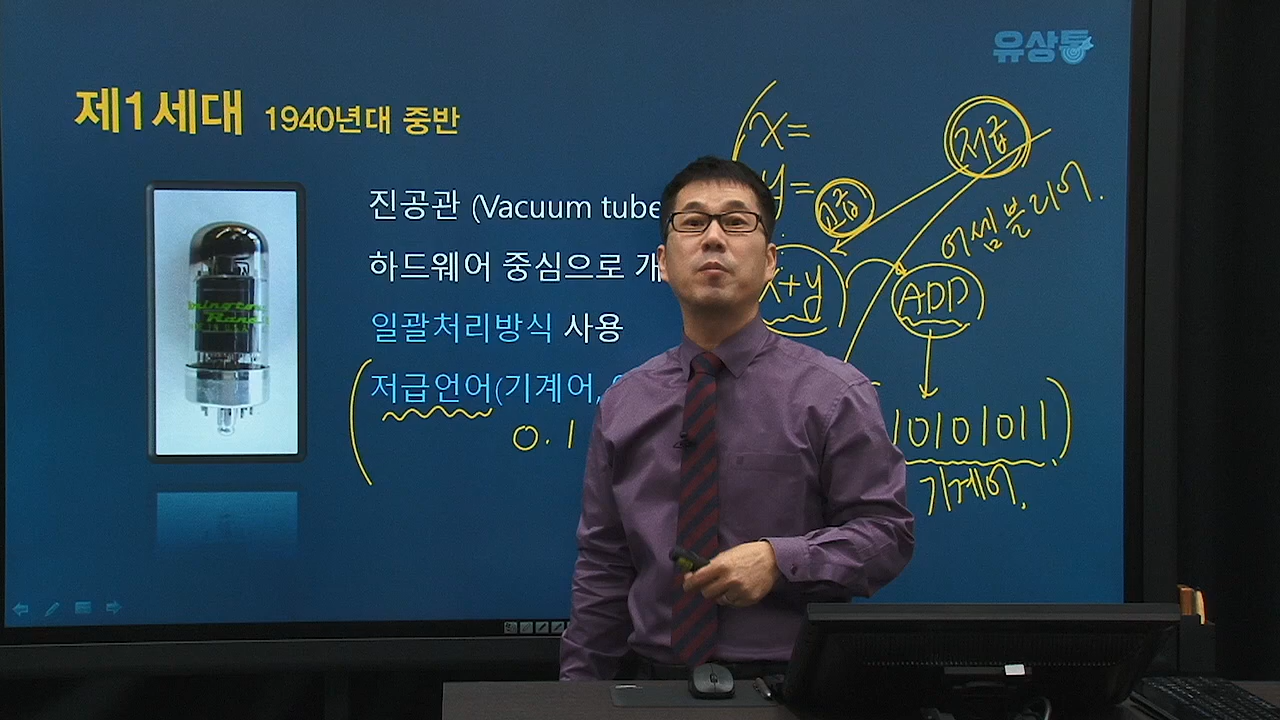 유상통
제1세대 1940년대 중반
진공관 (Vacuum tube
하드웨어 중심으로 개
일괄처리방식 사용
저급언어(기계어,
0.1
x=
y=
고급
저급
어셈블리어.
x+y
ADD
10101011
기계어.